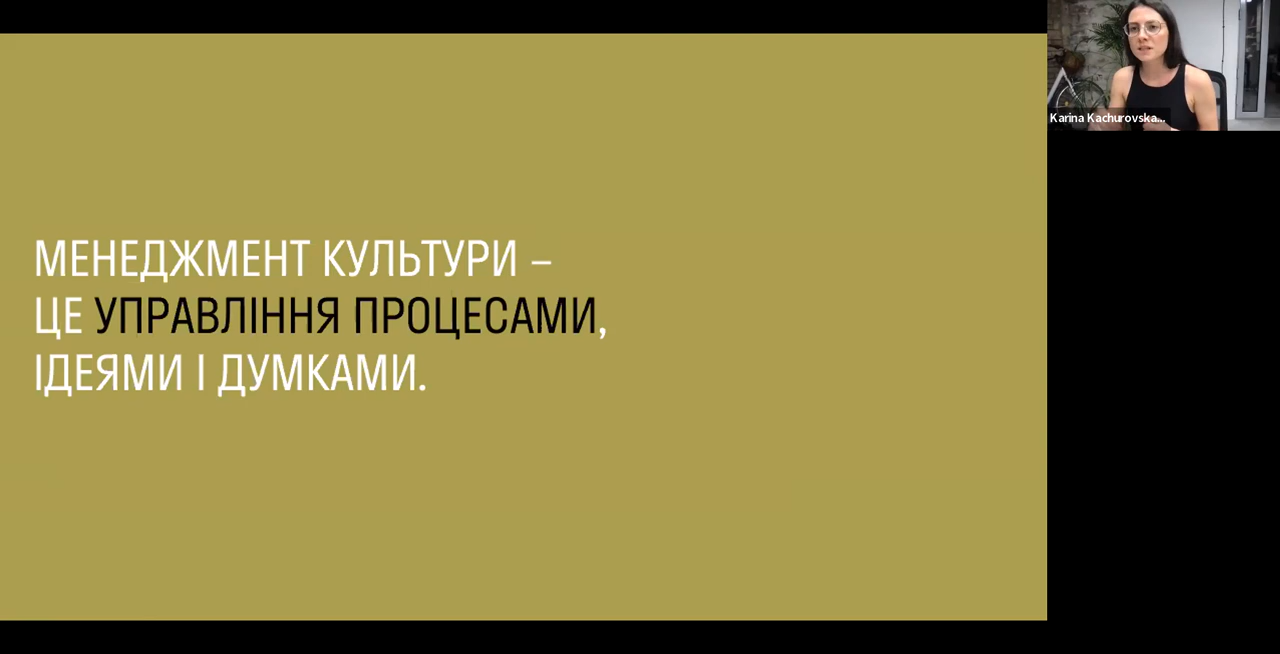 МЕНЕДЖМЕНТ КУЛЬТУРИ –
ЦЕ УПРАВЛІННЯ ПРОЦЕСАМИ,
ІДЕЯМИ І ДУМКАМИ.
Karina Kachurovska...